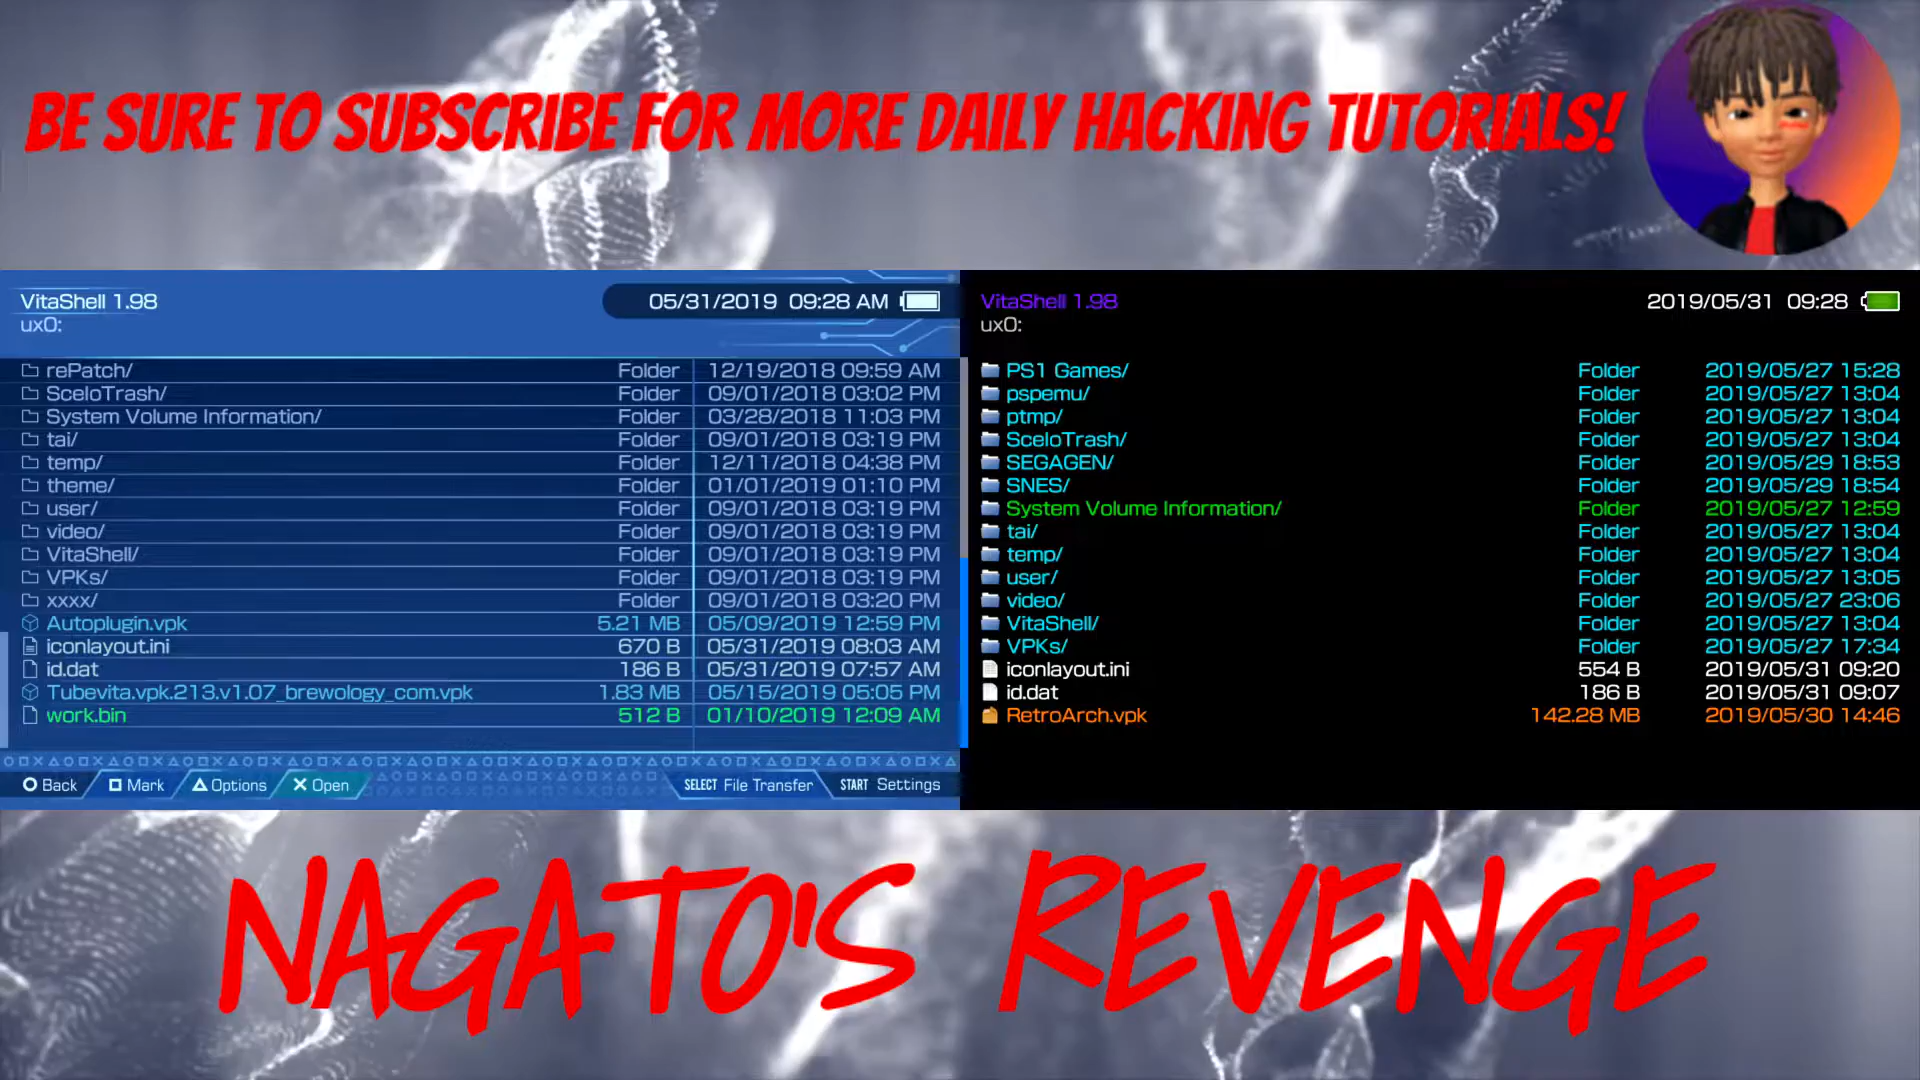 BE SURE TO SUBSCRIBE FOR MORE DAILY HACKING TUTORIALS!
VitaShell 1.98 05/31/2019 09:28 AM
ux0:
rePatch/ Folder 12/19/2018 09:59 AM
SceIoTrash/ Folder 09/01/2018 03:02 PM
System Volume Information/ Folder 03/28/2018 11:03 PM
tai/ Folder 09/01/2018 03:19 PM
temp/ Folder 12/11/2018 04:38 PM
theme/ Folder 01/01/2019 01:10 PM
user/ Folder 09/01/2018 03:19 PM
video/ Folder 09/01/2018 03:19 PM
VitaShell/ Folder 09/01/2018 03:19 PM
VPKs/ Folder 09/01/2018 03:19 PM
xxxx/ Folder 09/01/2018 03:20 PM
Autoplugin.vpk 5.21 MB 05/09/2019 12:59 PM
iconlayout.ini 670 B 05/31/2019 08:03 AM
id.dat 186 B 05/31/2019 07:57 AM
Tubevita.vpk.213.v1.07_brewology_com.vpk 1.83 MB 05/15/2019 05:05 PM
work.bin 512 B 01/10/2019 12:09 AM
Back Mark Options Open SELECT File Transfer START Settings
VitaShell 1.98 2019/05/31 09:28
ux0:
PS1 Games/ Folder 2019/05/27 15:28
pspemu/ Folder 2019/05/27 13:04
ptmp/ Folder 2019/05/27 13:04
SceIoTrash/ Folder 2019/05/27 13:04
SEGAGEN/ Folder 2019/05/29 18:53
SNES/ Folder 2019/05/29 18:54
System Volume Information/ Folder 2019/05/27 12:59
tai/ Folder 2019/05/27 13:04
temp/ Folder 2019/05/27 13:04
user/ Folder 2019/05/27 13:05
video/ Folder 2019/05/27 23:06
VitaShell/ Folder 2019/05/27 13:04
VPKs/ Folder 2019/05/27 17:34
iconlayout.ini 554 B 2019/05/31 09:20
id.dat 186 B 2019/05/31 09:07
RetroArch.vpk 142.28 MB 2019/05/30 14:46
NAGATO'S REVENGE